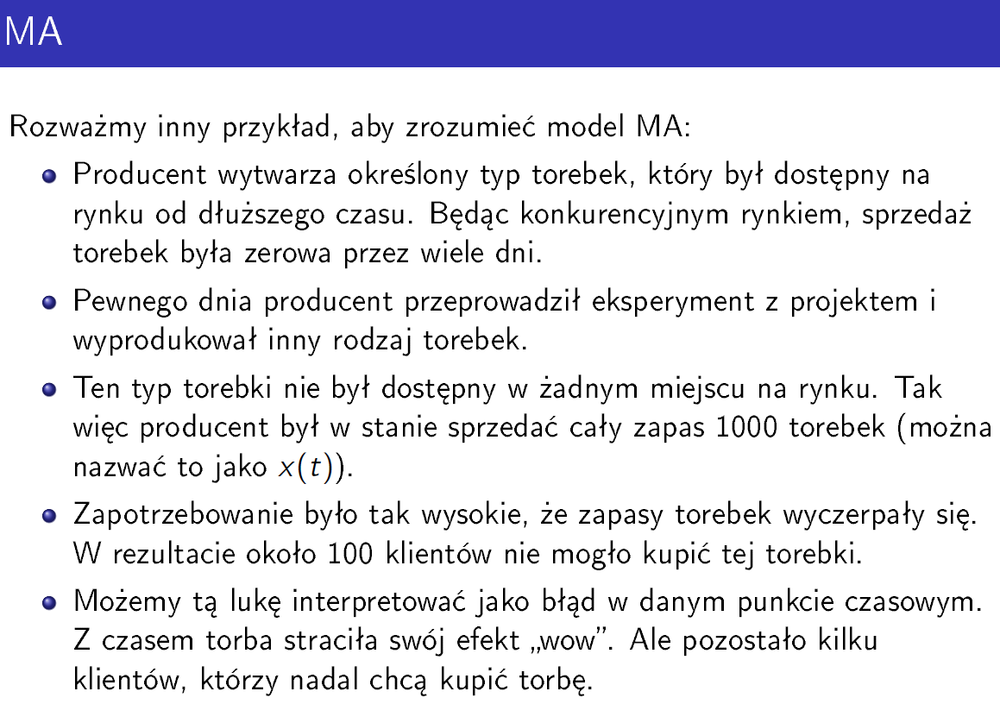 MA
Rozważmy inny przykład, aby zrozumieć model MA:
Producent wytwarza określony typ torebek, który był dostępny na
rynku od dłuższego czasu. Będąc konkurencyjnym rynkiem, sprzedaż
torebek była zerowa przez wiele dni.
Pewnego dnia producent przeprowadził eksperyment z projektem i
wyprodukował inny rodzaj torebek.
Ten typ torebki nie był dostępny w żadnym miejscu na rynku. Tak
więc producent był w stanie sprzedać cały zapas 1000 torebek (można
nazwać to jako x(t)).
Zapotrzebowanie było tak wysokie, że zapasy torebek wyczerpały się.
W rezultacie około 100 klientów nie mogło kupić tej torebki.
Możemy tą lukę interpretować jako błąd w danym punkcie czasowym.
Z czasem torba straciła swój efekt „wow”. Ale pozostało kilku
klientów, którzy nadal chcą kupić torbę.